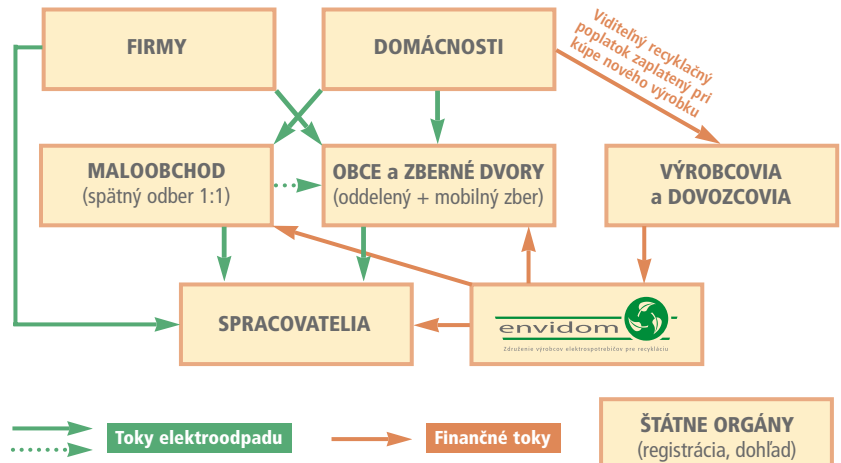 FIRMY
DOMÁCNOSTI
Viditeľný recyklačný
poplatok zaplatený pri
kúpe nového výrobku
MALOOBCHOD
(spätný odber 1:1)
OBCE a ZBERNÉ DVORY
(oddelený + mobilný zber)
VÝROBCOVIA
a DOVOZCOVIA
SPRACOVATELIA
envidom
Združenie výrobcov elektrospotrebičov pre recykláciu
Toky elektroodpadu
Finančné toky
ŠTÁTNE ORGÁNY
(registrácia, dohľad)